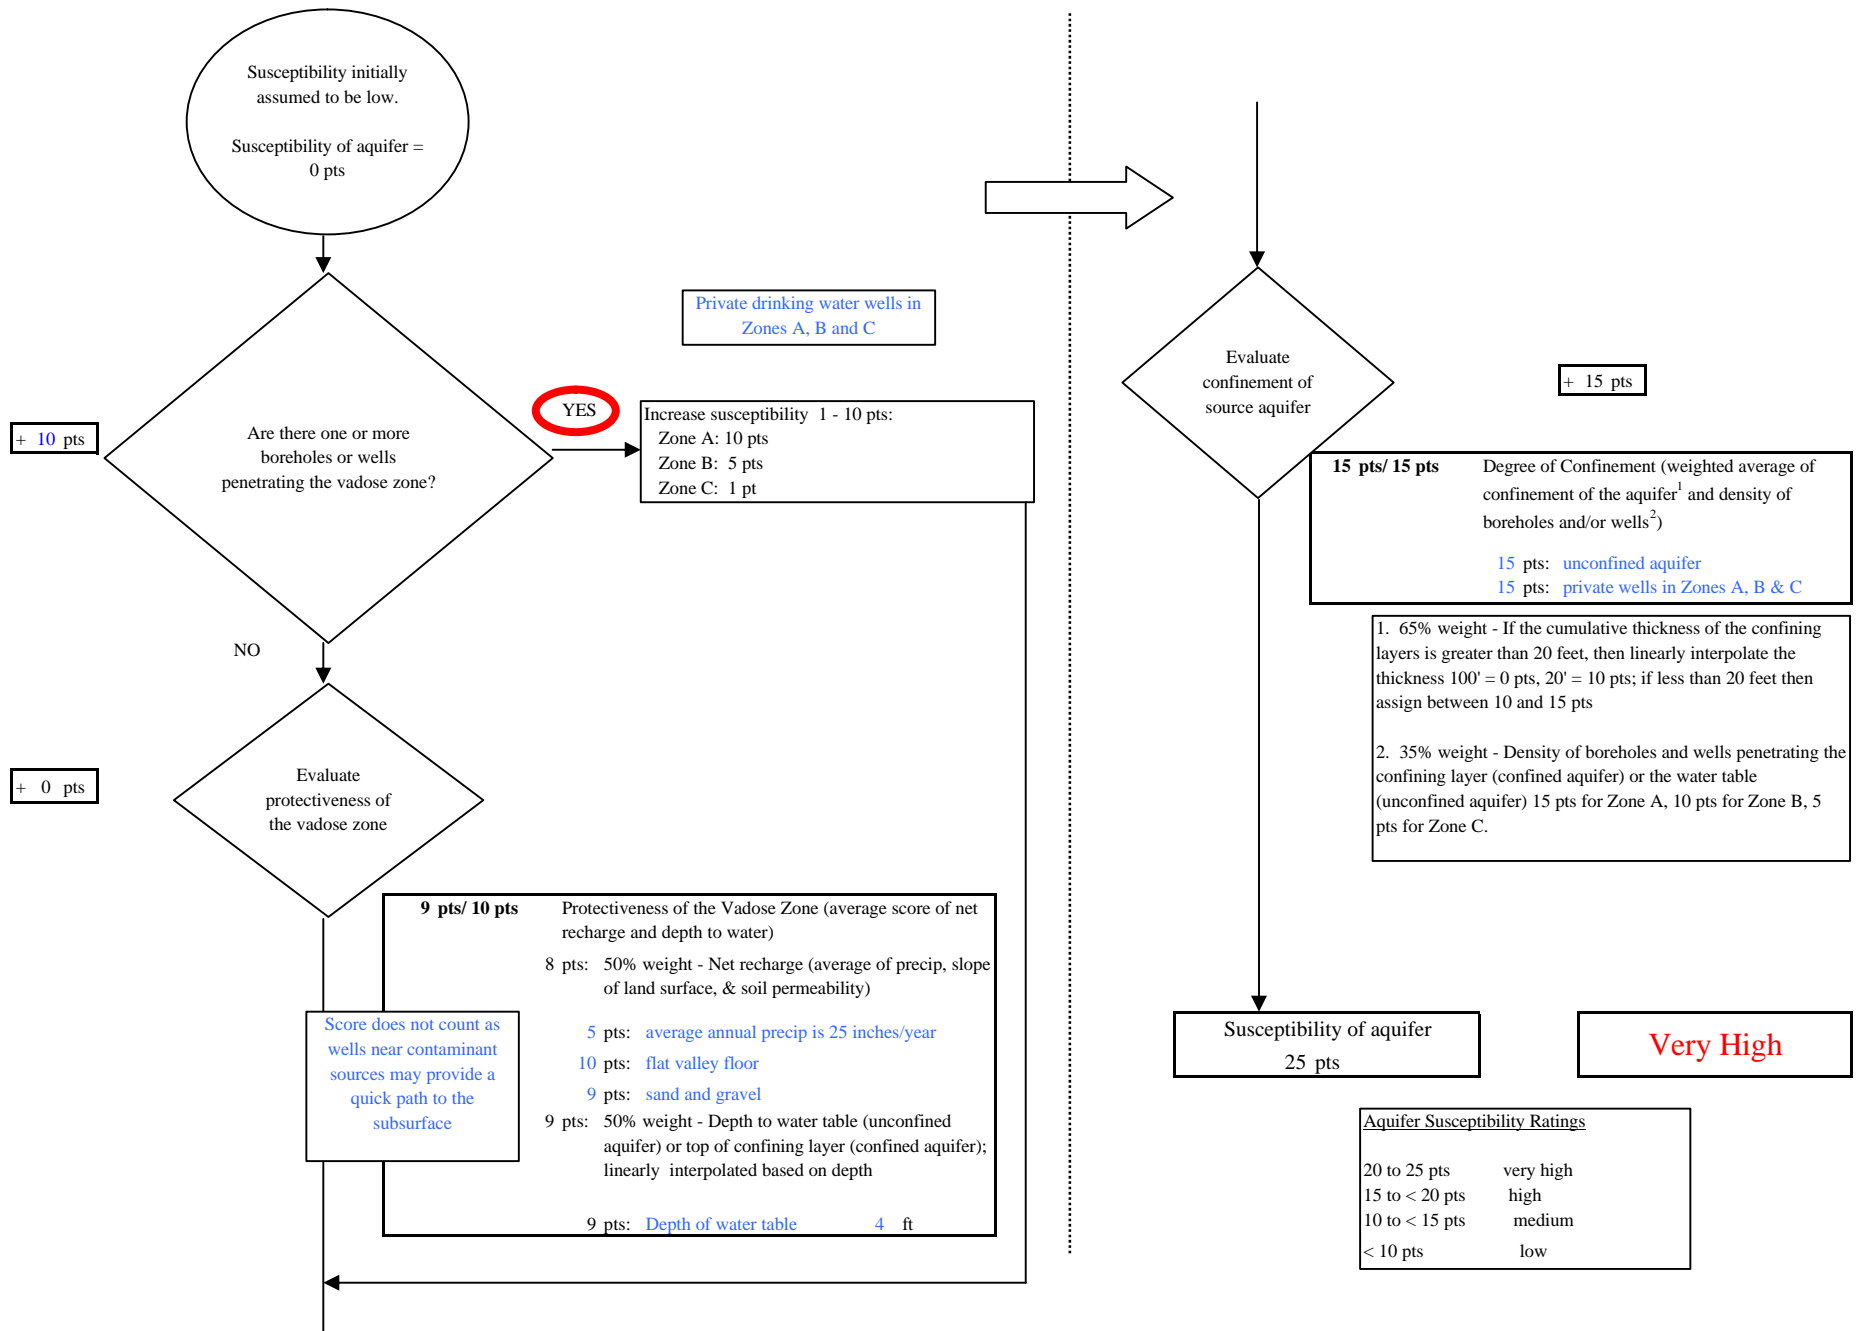 Susceptibility initially
assumed to be low.
Susceptibility of aquifer =
0 pts
Private drinking water wells in
Zones A, B and C
YES
+ 10 pts
Are there one or more
boreholes or wells
penetrating the vadose zone?
Increase susceptibility 1 - 10 pts:
Zone A: 10 pts
Zone B: 5 pts
Zone C: 1 pt
NO
+ 0 pts
Evaluate
protectiveness of
the vadose zone
9 pts/ 10 pts Protectiveness of the Vadose Zone (average score of net
recharge and depth to water)
8 pts: 50% weight - Net recharge (average of precip, slope
of land surface, & soil permeability)
5 pts: average annual precip is 25 inches/year
10 pts: flat valley floor
9 pts: sand and gravel
9 pts: 50% weight - Depth to water table (unconfined
aquifer) or top of confining layer (confined aquifer);
linearly interpolated based on depth
9 pts: Depth of water table 4 ft
Score does not count as
wells near contaminant
sources may provide a
quick path to the
subsurface
Evaluate
confinement of
source aquifer
+ 15 pts
15 pts/ 15 pts Degree of Confinement (weighted average of
confinement of the aquifer1 and density of
boreholes and/or wells2)
15 pts: unconfined aquifer
15 pts: private wells in Zones A, B & C
1. 65% weight - If the cumulative thickness of the confining
layers is greater than 20 feet, then linearly interpolate the
thickness 100' = 0 pts, 20' = 10 pts; if less than 20 feet then
assign between 10 and 15 pts
2. 35% weight - Density of boreholes and wells penetrating the
confining layer (confined aquifer) or the water table
(unconfined aquifer) 15 pts for Zone A, 10 pts for Zone B, 5
pts for Zone C.
Susceptibility of aquifer
25 pts
Very High
Aquifer Susceptibility Ratings
20 to 25 pts very high
15 to < 20 pts high
10 to < 15 pts medium
< 10 pts low